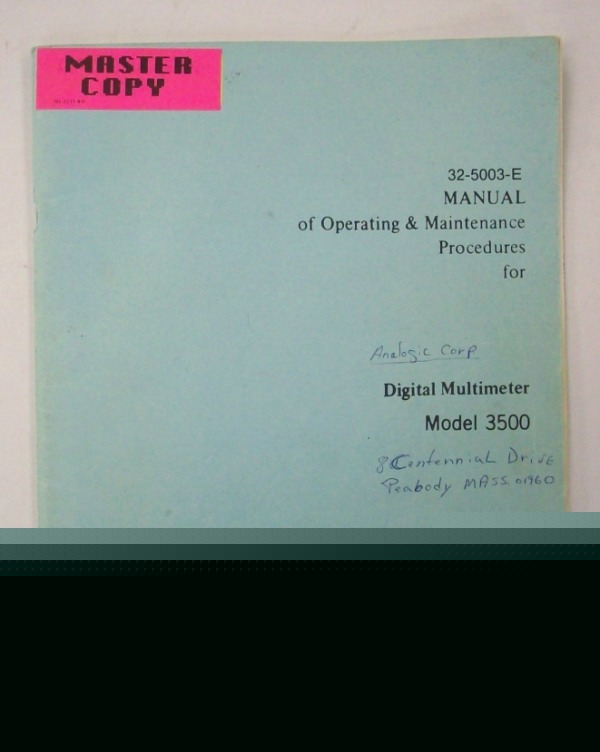 MASTER
COPY
32-5003-E
MANUAL
of Operating & Maintenance
Procedures
for
Analogic Corp
Digital Multimeter
Model 3500
8 Centennial Drive
Peabody MASS 01960